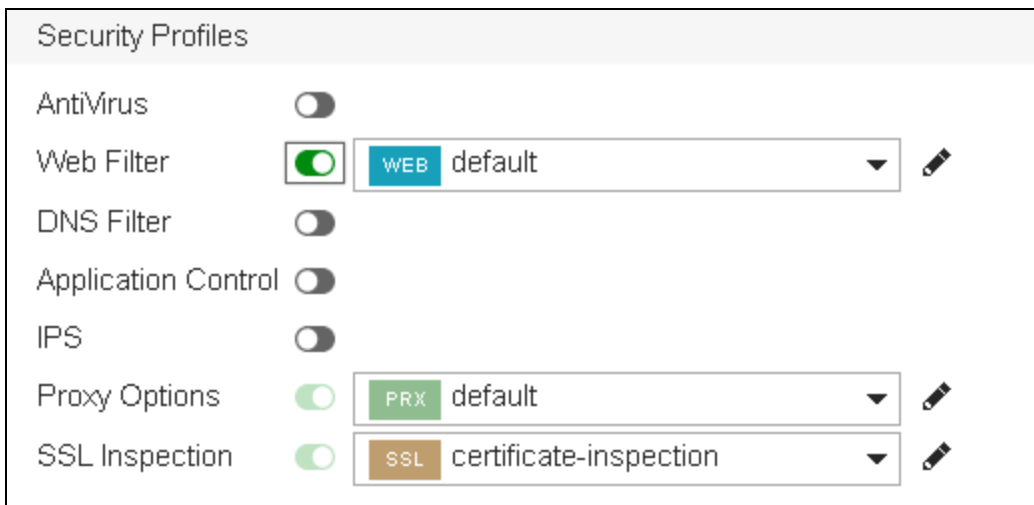 Security Profiles
AntiVirus
Web Filter WEB default
DNS Filter
Application Control
IPS
Proxy Options PRX default
SSL Inspection SSL certificate-inspection